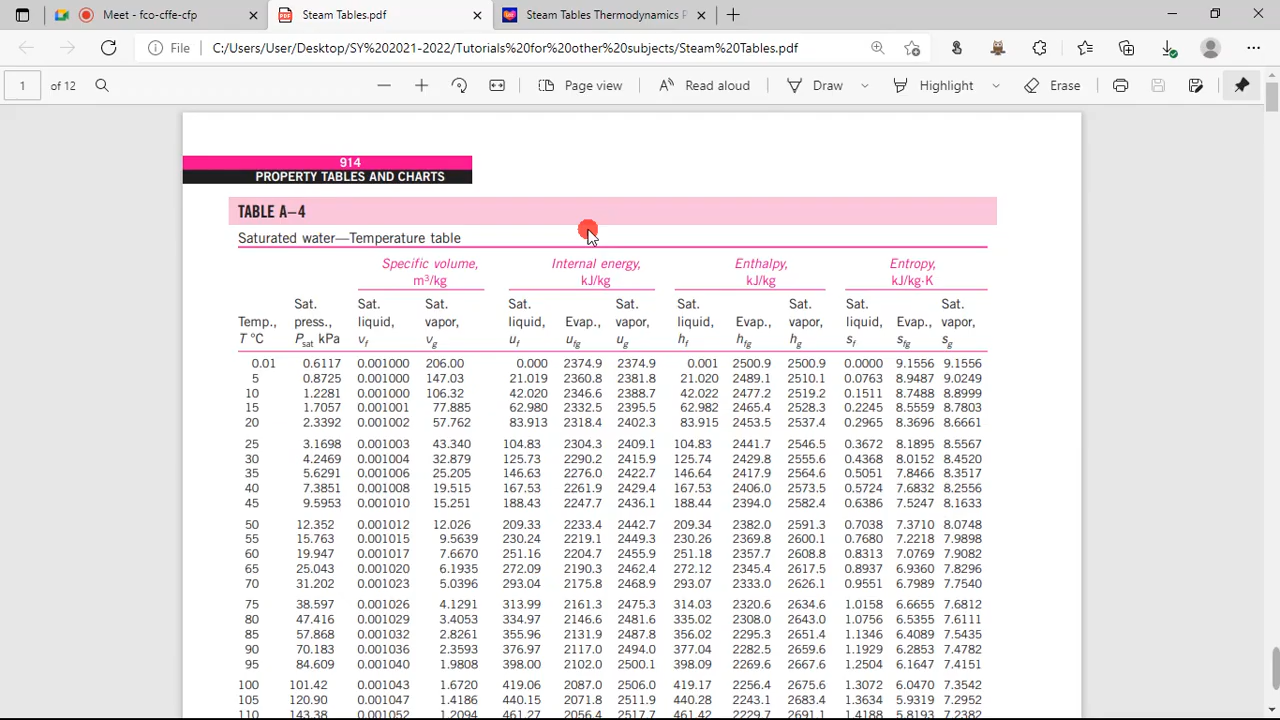 Meet - fco-cffe-cfp
Steam Tables.pdf
Steam Tables Thermodynamics P
File C:/Users/User/Desktop/SY%202021-2022/Tutorials%20for%20other%20subjects/Steam%20Tables.pdf
1 of 12 Page view Read aloud Draw Highlight Erase
914
PROPERTY TABLES AND CHARTS
TABLE A–4
Saturated water—Temperature table
Specific volume, Internal energy, Enthalpy, Entropy,
m³/kg kJ/kg kJ/kg kJ/kg·K
Sat. Sat. Sat. Sat. Sat. Sat. Sat. Sat. Sat.
Temp., press., liquid, vapor, liquid, Evap., vapor, liquid, Evap., vapor, liquid, Evap., vapor,
T °C Psat kPa vf vg uf ufg ug hf hfg hg sf sfg sg
0.01 0.6117 0.001000 206.00 0.000 2374.9 2374.9 0.001 2500.9 2500.9 0.0000 9.1556 9.1556
5 0.8725 0.001000 147.03 21.019 2360.8 2381.8 21.020 2489.1 2510.1 0.0763 8.9487 9.0249
10 1.2281 0.001000 106.32 42.020 2346.6 2388.7 42.022 2477.2 2519.2 0.1511 8.7488 8.8999
15 1.7057 0.001001 77.885 62.980 2332.5 2395.5 62.982 2465.4 2528.3 0.2245 8.5559 8.7803
20 2.3392 0.001002 57.762 83.913 2318.4 2402.3 83.915 2453.5 2537.4 0.2965 8.3696 8.6661
25 3.1698 0.001003 43.340 104.83 2304.3 2409.1 104.83 2441.7 2546.5 0.3672 8.1895 8.5567
30 4.2469 0.001004 32.879 125.73 2290.2 2415.9 125.74 2429.8 2555.6 0.4368 8.0152 8.4520
35 5.6291 0.001006 25.205 146.63 2276.0 2422.7 146.64 2417.9 2564.6 0.5051 7.8466 8.3517
40 7.3851 0.001008 19.515 167.53 2261.9 2429.4 167.53 2406.0 2573.5 0.5724 7.6832 8.2556
45 9.5953 0.001010 15.251 188.43 2247.7 2436.1 188.44 2394.0 2582.4 0.6386 7.5247 8.1633
50 12.352 0.001012 12.026 209.33 2233.4 2442.7 209.34 2382.0 2591.3 0.7038 7.3710 8.0748
55 15.763 0.001015 9.5639 230.24 2219.1 2449.3 230.26 2369.8 2600.1 0.7680 7.2218 7.9898
60 19.947 0.001017 7.6670 251.16 2204.7 2455.9 251.18 2357.7 2608.8 0.8313 7.0769 7.9082
65 25.043 0.001020 6.1935 272.09 2190.3 2462.4 272.12 2345.4 2617.5 0.8937 6.9360 7.8296
70 31.202 0.001023 5.0396 293.04 2175.8 2468.9 293.07 2333.0 2626.1 0.9551 6.7989 7.7540
75 38.597 0.001026 4.1291 313.99 2161.3 2475.3 314.03 2320.6 2634.6 1.0158 6.6655 7.6812
80 47.416 0.001029 3.4053 334.97 2146.6 2481.6 335.02 2308.0 2643.0 1.0756 6.5355 7.6111
85 57.868 0.001032 2.8261 355.96 2131.9 2487.8 356.02 2295.3 2651.4 1.1346 6.4089 7.5435
90 70.183 0.001036 2.3593 376.97 2117.0 2494.0 377.04 2282.5 2659.6 1.1929 6.2853 7.4782
95 84.609 0.001040 1.9808 398.00 2102.0 2500.1 398.09 2269.6 2667.6 1.2504 6.1647 7.4151
100 101.42 0.001043 1.6720 419.06 2087.0 2506.0 419.17 2256.4 2675.6 1.3072 6.0470 7.3542
105 120.90 0.001047 1.4186 440.15 2071.8 2511.9 440.28 2243.1 2683.4 1.3634 5.9319 7.2952
110 143.38 0.001052 1.2094 461.27 2056.4 2517.7 461.42 2229.7 2691.1 1.4188 5.8193 7.2382